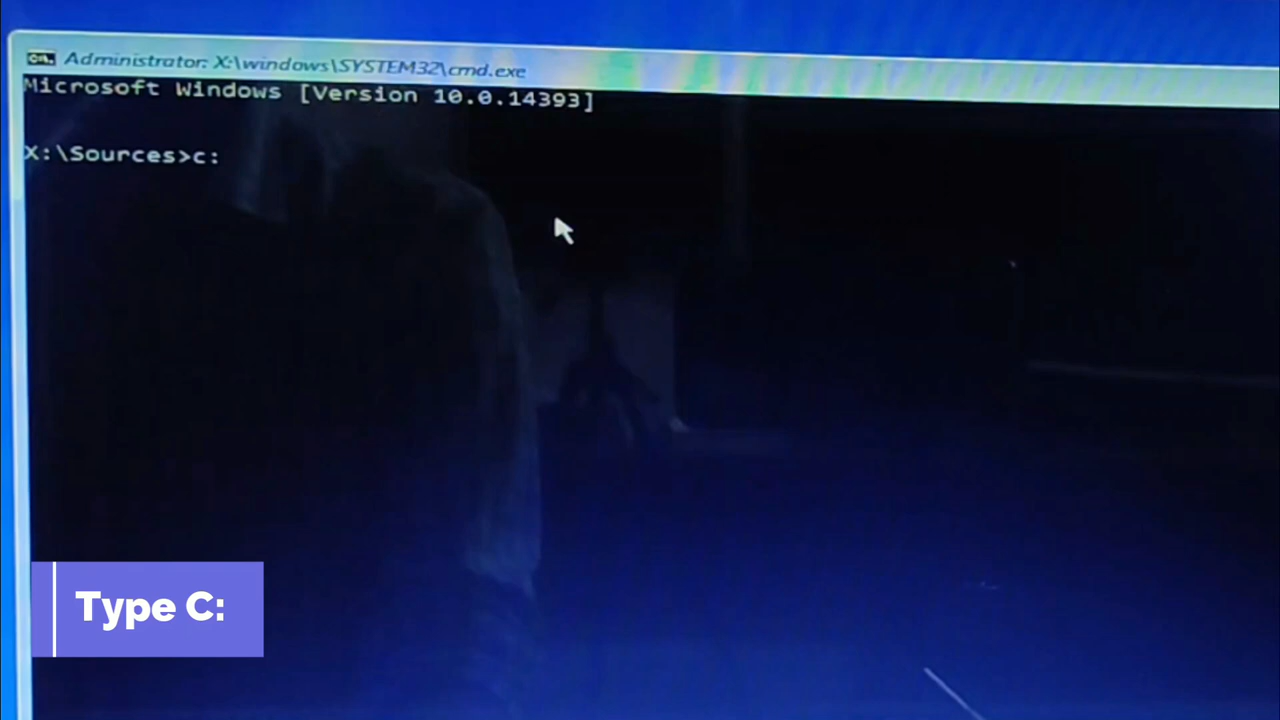 Administrator: X:\windows\SYSTEM32\cmd.exe
Microsoft Windows [Version 10.0.14393]
X:\Sources>c:
Type C: